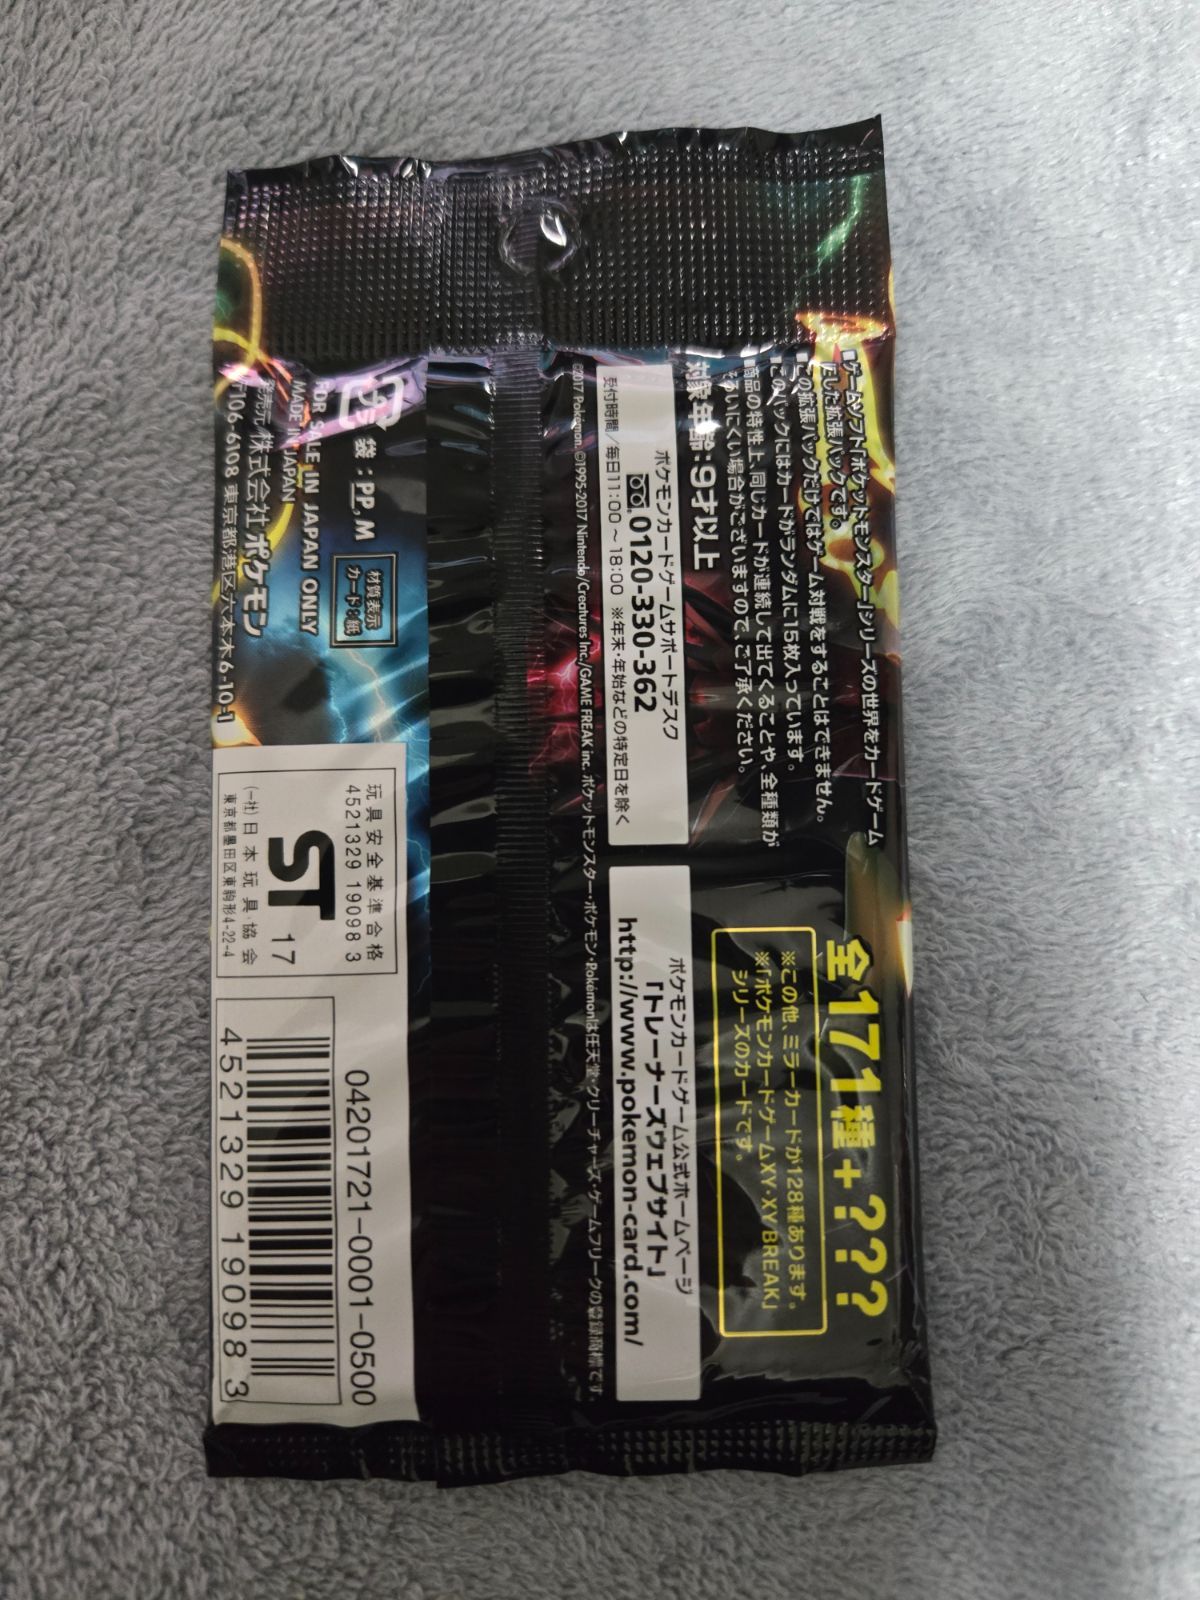 ■ゲームソフト「ポケットモンスター」シリーズの世界をカードゲーム
にした拡張パックです。
■この拡張パックだけではゲーム対戦をすることはできません。
■このパックにはカードがランダムに15枚入っています。
■商品の特性上、同じカードが連続して出てくることや、全種類が
そろいにくい場合がございますので、ご了承ください。
対象年齢:9才以上
全171種+???
※この他、ミラーカードが128種あります。
※「ポケモンカードゲームXY・XY BREAK」
シリーズのカードです。
ポケモンカードゲームサポートデスク
0120-330-362
受付時間/毎日11:00～18:00 ※年末・年始などの特定日を除く
ポケモンカードゲーム公式ホームページ
「トレーナーズウェブサイト」
http://www.pokemon-card.com/
©2017 Pokémon. ©1995-2017 Nintendo/Creatures Inc./GAME FREAK inc. ポケットモンスター・ポケモン・Pokémonは任天堂・クリーチャーズ・ゲームフリークの登録商標です。
プラ
袋:PP,M
材質表示
カード:紙
FOR SALE IN JAPAN ONLY
MADE IN JAPAN
発売元 株式会社ポケモン
〒106-6108 東京都港区六本木6-10-1
玩具安全基準合格
4521329 19098 3
ST 17
(一社)日本玩具協会
東京都墨田区東駒形4-22-4
04201721-0001-0500
4521329190983